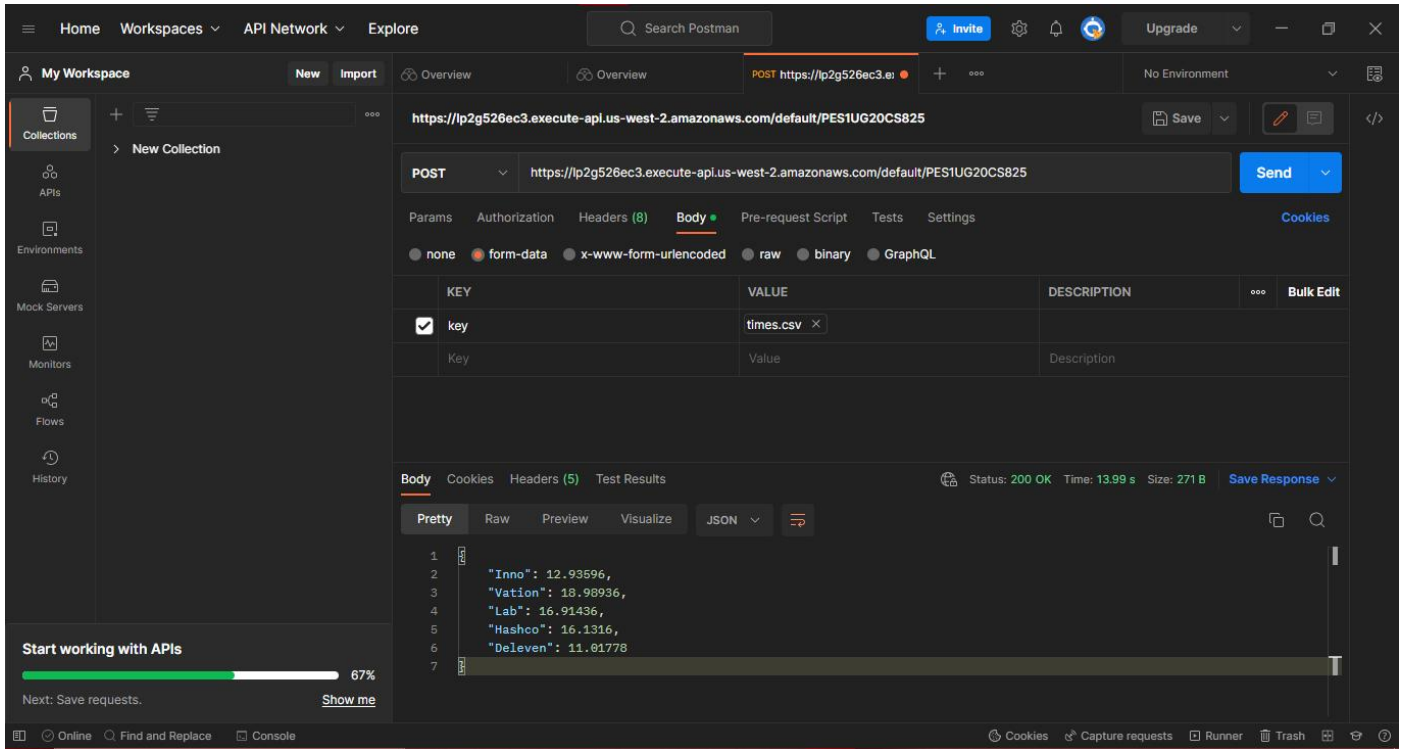 Home Workspaces API Network Explore Search Postman Invite Upgrade
My Workspace New Import Overview Overview POST https://lp2g526ec3.e No Environment
Collections
New Collection
APIs
Environments
Mock Servers
Monitors
Flows
History
https://lp2g526ec3.execute-api.us-west-2.amazonaws.com/default/PES1UG20CS825 Save
POST https://lp2g526ec3.execute-api.us-west-2.amazonaws.com/default/PES1UG20CS825 Send
Params Authorization Headers (8) Body Pre-request Script Tests Settings Cookies
none form-data x-www-form-urlencoded raw binary GraphQL
KEY VALUE DESCRIPTION Bulk Edit
key times.csv
Key Value Description
Body Cookies Headers (5) Test Results Status: 200 OK Time: 13.99 s Size: 271 B Save Response
Pretty Raw Preview Visualize JSON
1 {
2 "Inno": 12.93596,
3 "Vation": 18.98936,
4 "Lab": 16.91436,
5 "Hashco": 16.1316,
6 "Deleven": 11.01778
7 }
Start working with APIs
67%
Next: Save requests. Show me
Online Find and Replace Console Cookies Capture requests Runner Trash